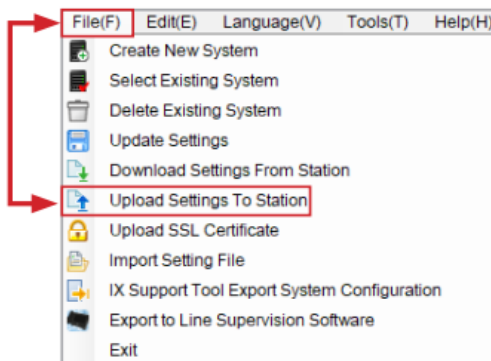 File(F) Edit(E) Language(V) Tools(T) Help(H)
Create New System
Select Existing System
Delete Existing System
Update Settings
Download Settings From Station
Upload Settings To Station
Upload SSL Certificate
Import Setting File
IX Support Tool Export System Configuration
Export to Line Supervision Software
Exit